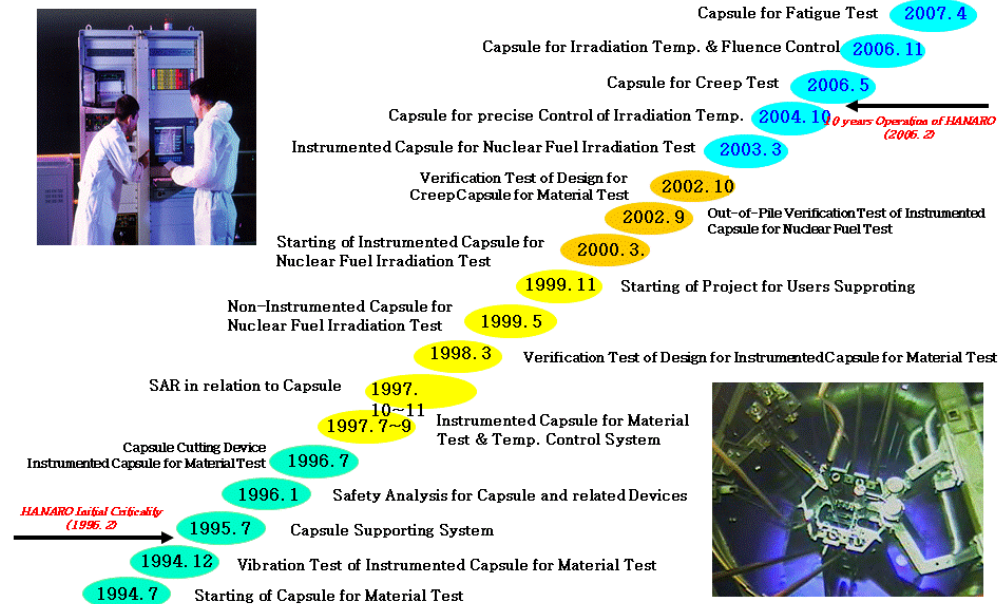 Capsule for Fatigue Test
2007.4
Capsule for Irradiation Temp. & Fluence Control
2006.11
Capsule for Creep Test
2006.5
Capsule for precise Control of Irradiation Temp.
2004.10
10 years Operation of HANARO
(2006. 2)
Instrumented Capsule for Nuclear Fuel Irradiation Test
2003.3
Verification Test of Design for
Creep Capsule for Material Test
2002.10
2002.9
Out-of-Pile Verification Test of Instrumented
Capsule for Nuclear Fuel Test
Starting of Instrumented Capsule for
Nuclear Fuel Irradiation Test
2000.3.
1999.11
Starting of Project for Users Supproting
Non-Instrumented Capsule for
Nuclear Fuel Irradiation Test
1999.5
1998.3
Verification Test of Design for Instrumented Capsule for Material Test
SAR in relation to Capsule
1997.
10~11
1997.7~9
Instrumented Capsule for Material
Test & Temp. Control System
Capsule Cutting Device
Instrumented Capsule for Material Test
1996.7
1996.1
Safety Analysis for Capsule and related Devices
HANARO Initial Criticality
(1996. 2)
1995.7
Capsule Supporting System
1994.12
Vibration Test of Instrumented Capsule for Material Test
1994.7
Starting of Capsule for Material Test